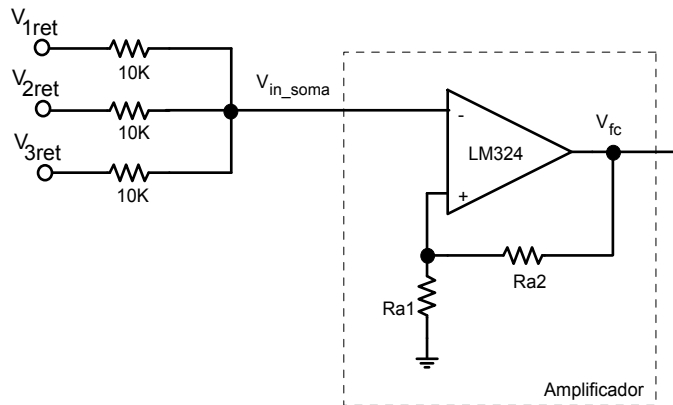 V1ret
10K
V2ret
10K
V3ret
10K
Vin_soma
-
LM324
+
Vfc
Ra2
Ra1
Amplificador